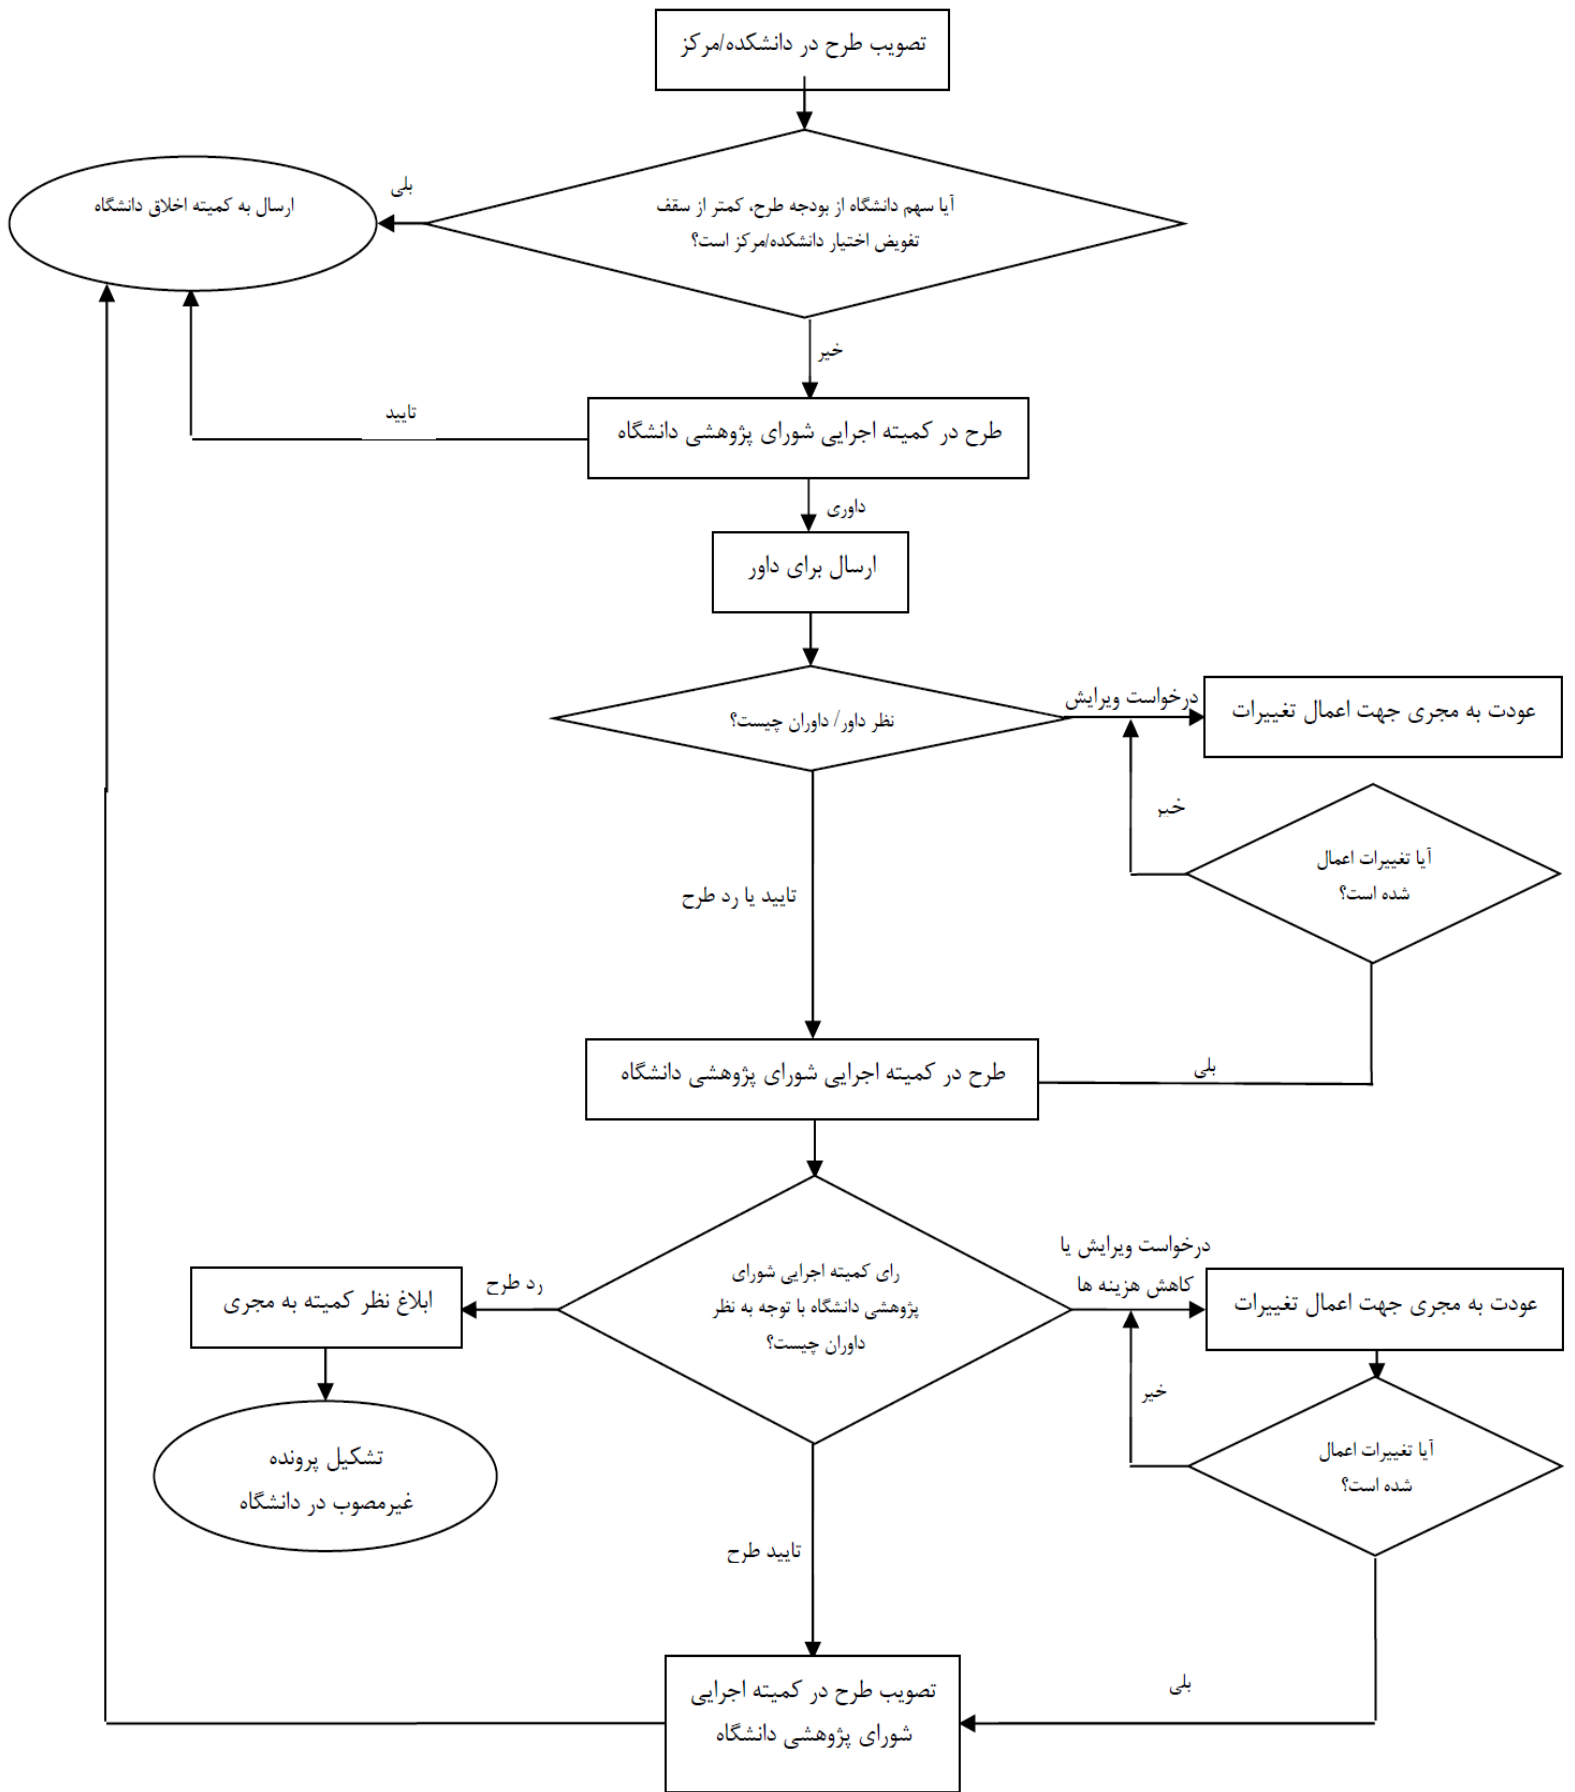 تصویب طرح در دانشکده/مرکز
آیا سهم دانشگاه از بودجه طرح، کمتر از سقف
تفویض اختیار دانشکده/مرکز است؟
بلی
ارسال به کمیته اخلاق دانشگاه
خیر
طرح در کمیته اجرایی شورای پژوهشی دانشگاه
تایید
داوری
ارسال برای داور
نظر داور/ داوران چیست؟
درخواست ویرایش
عودت به مجری جهت اعمال تغییرات
خیر
آیا تغییرات اعمال
شده است؟
تایید یا رد طرح
طرح در کمیته اجرایی شورای پژوهشی دانشگاه
بلی
رای کمیته اجرایی شورای
پژوهشی دانشگاه با توجه به نظر
داوران چیست؟
درخواست ویرایش یا
کاهش هزینه ها
عودت به مجری جهت اعمال تغییرات
رد طرح
ابلاغ نظر کمیته به مجری
خیر
آیا تغییرات اعمال
شده است؟
تشکیل پرونده
غیرمصوب در دانشگاه
تایید طرح
بلی
تصویب طرح در کمیته اجرایی
شورای پژوهشی دانشگاه